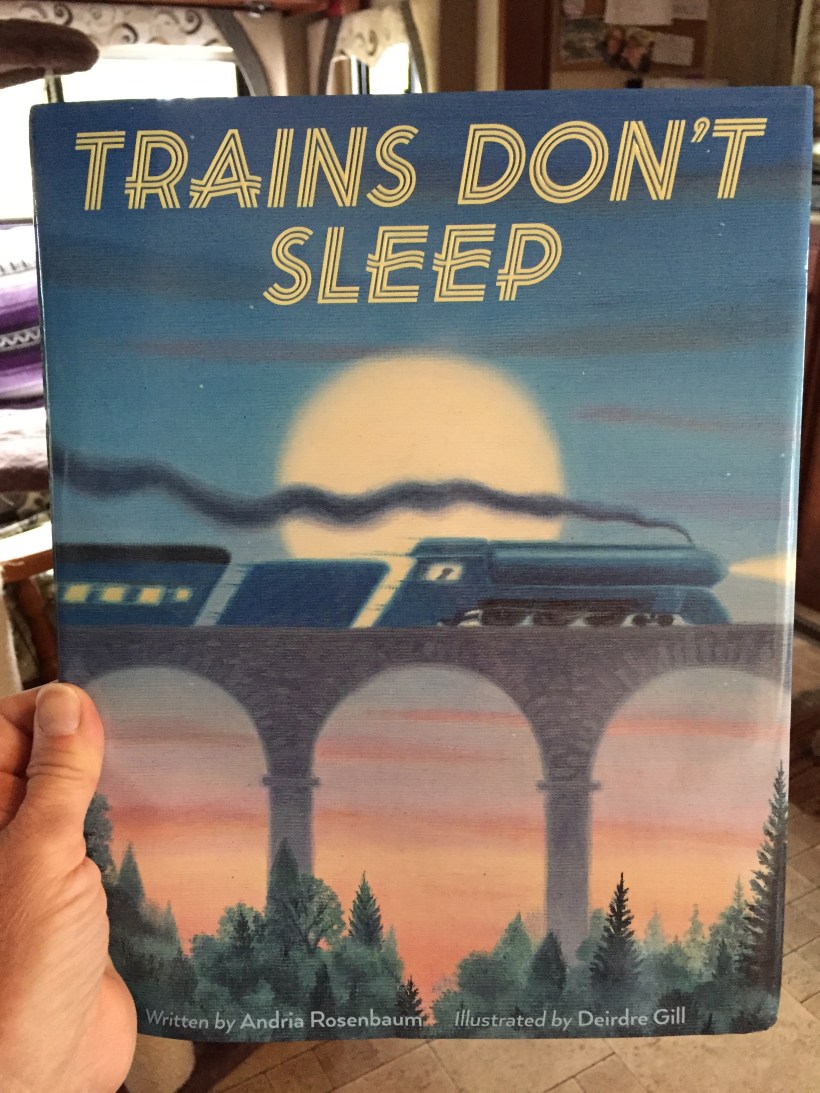 TRAINS DON'T
SLEEP
Written by Andria Rosenbaum Illustrated by Deirdre Gill